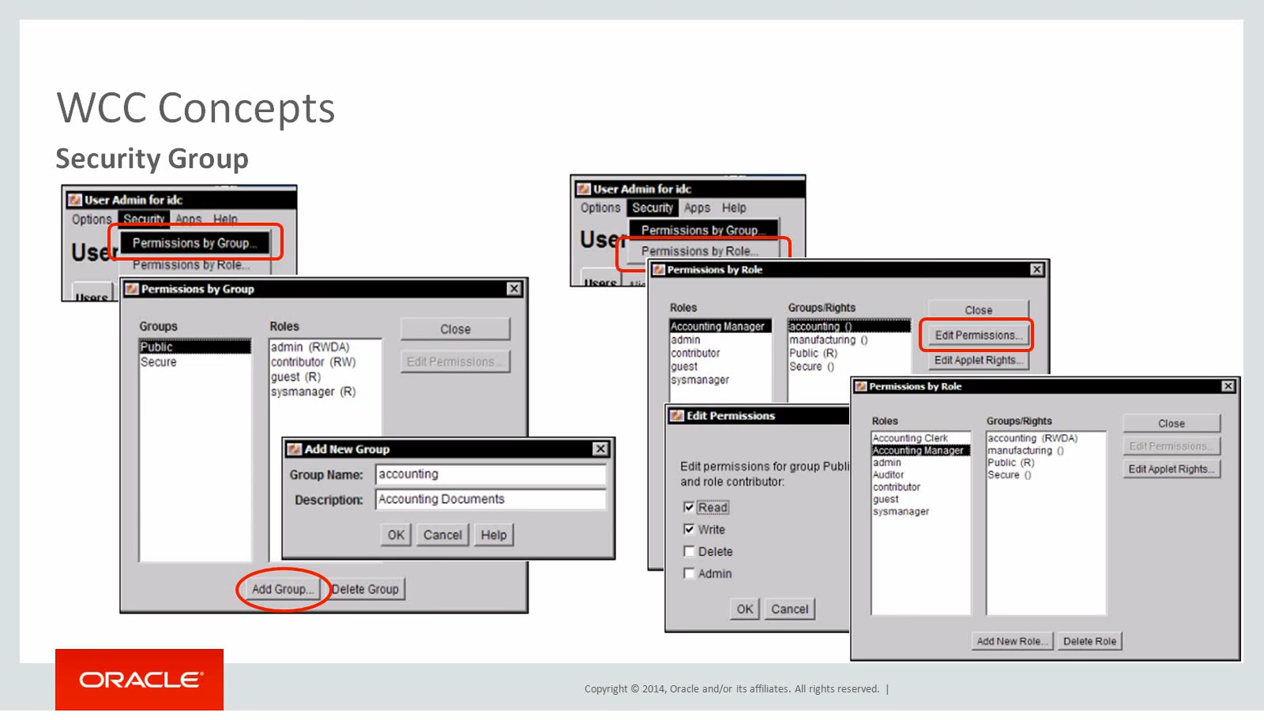 WCC Concepts
Security Group
User Admin for idc
Options Security Apps Help
User
Permissions by Group...
Permissions by Role...
Users
Permissions by Group
Groups
Public
Secure
Roles
admin (RWDA)
contributor (RW)
guest (R)
sysmanager (R)
Close
Edit Permissions...
Add New Group
Group Name: accounting
Description: Accounting Documents
OK Cancel Help
Add Group... Delete Group
User Admin for idc
Options Security Apps Help
User
Permissions by Group...
Permissions by Role...
Users
Permissions by Role
Roles
Accounting Manager
admin
contributor
guest
sysmanager
Groups/Rights
accounting ()
manufacturing ()
Public (R)
Secure ()
Close
Edit Permissions...
Edit Applet Rights...
Edit Permissions
Edit permissions for group Publi
and role contributor:
Read
Write
Delete
Admin
OK Cancel
Permissions by Role
Roles
Accounting Clerk
Accounting Manager
admin
Auditor
contributor
guest
sysmanager
Groups/Rights
accounting (RWDA)
manufacturing ()
Public (R)
Secure ()
Close
Edit Permissions...
Edit Applet Rights...
Add New Role... Delete Role
ORACLE®
Copyright © 2014, Oracle and/or its affiliates. All rights reserved. |